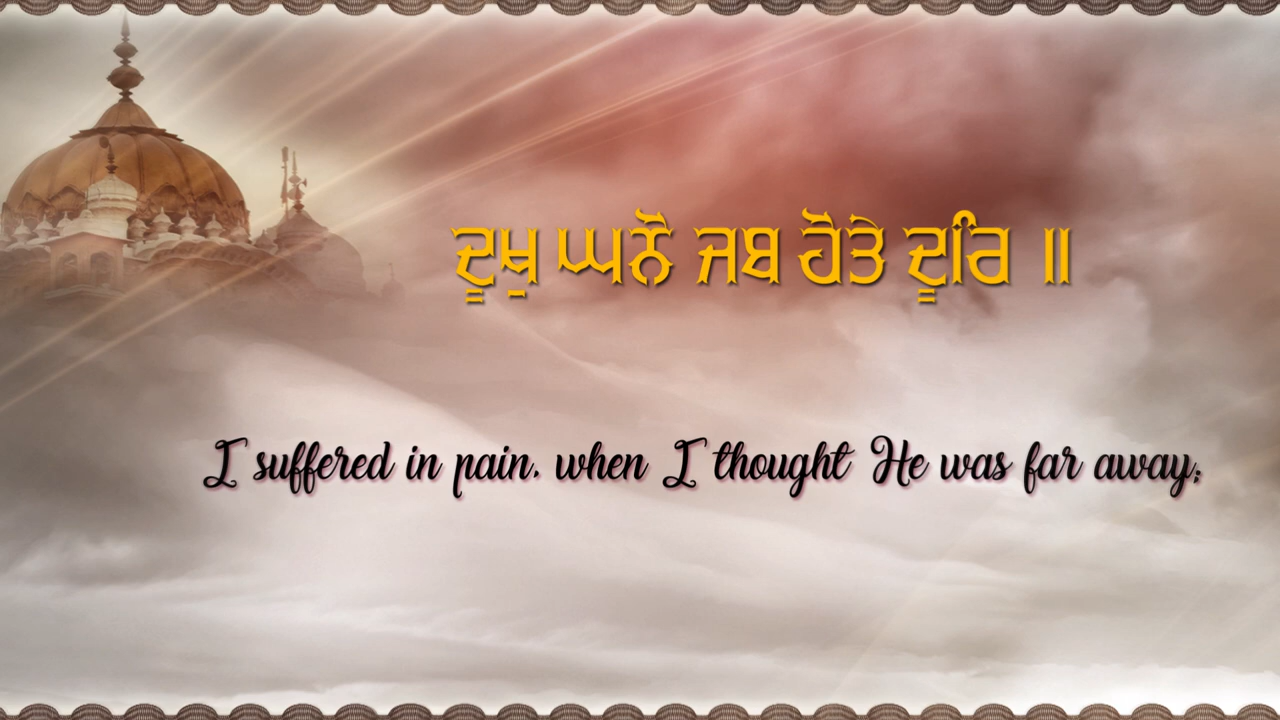 ਦੂਖੁ ਘਨੋ ਜਬ ਹੋਤੇ ਦੂਰਿ ॥
I suffered in pain, when I thought He was far away;